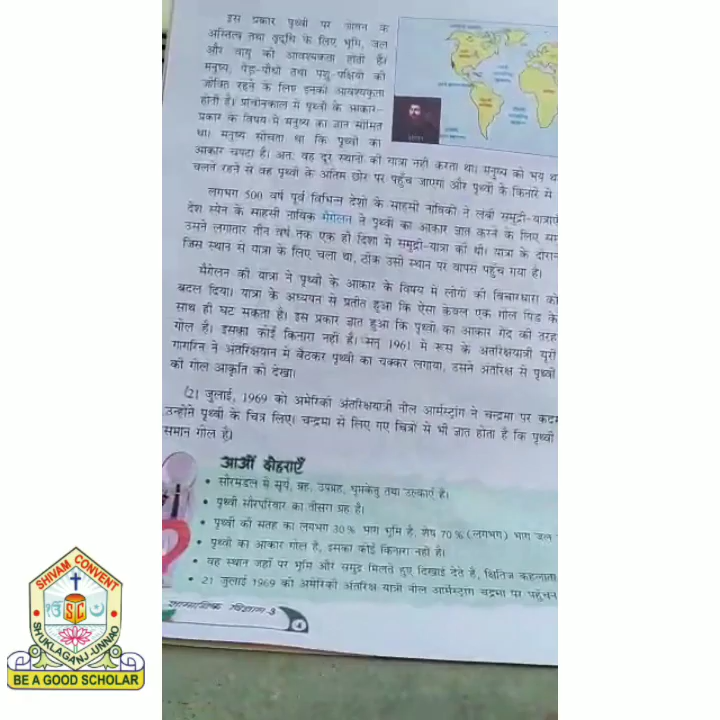 इस प्रकार पृथ्वी पर जीवन के
अस्तित्व तथा वृद्धि के लिए भूमि, जल
और वायु की आवश्यकता होती है।
मनुष्य, पेड़-पौधों तथा पशु-पक्षियों को
जीवित रहने के लिए इनकी आवश्यकता
होती है। प्राचीनकाल में पृथ्वी के आकार-
प्रकार के विषय में मनुष्य का ज्ञान सीमित
था। मनुष्य सोचता था कि पृथ्वी का
आकार चपटा है। अतः वह दूर स्थानों की यात्रा नहीं करता था। मनुष्य को भय था
चलते रहने से वह पृथ्वी के अंतिम छोर पर पहुँच जाएगा और पृथ्वी के किनारे से
लगभग 500 वर्ष पूर्व विभिन्न देशों के साहसी नाविकों ने लंबी समुद्री-यात्राएँ
देश स्पेन के साहसी नाविक मैगेलन ने पृथ्वी का आकार ज्ञात करने के लिए
उसने लगातार तीन वर्ष तक एक ही दिशा में समुद्री-यात्रा की थी। यात्रा के दौरान
जिस स्थान से यात्रा के लिए चला था, ठीक उसी स्थान पर वापस पहुँच गया है।
मैगेलन की यात्रा ने पृथ्वी के आकार के विषय में लोगों की विचारधारा को
बदल दिया। यात्रा के अध्ययन से प्रतीत हुआ कि ऐसा केवल एक गोल पिंड के
साथ ही घट सकता है। इस प्रकार ज्ञात हुआ कि पृथ्वी का आकार गेंद की तरह
गोल है। इसका कोई किनारा नहीं है। सन् 1961 में रूस के अंतरिक्षयात्री यूरी
गागरिन ने अंतरिक्षयान में बैठकर पृथ्वी का चक्कर लगाया, उसने अंतरिक्ष से पृथ्वी
की गोल आकृति को देखा।
21 जुलाई, 1969 को अमेरिकी अंतरिक्षयात्री नील आर्मस्ट्रांग ने चन्द्रमा पर कदम
उन्होंने पृथ्वी के चित्र लिए। चन्द्रमा से लिए गए चित्रों से भी ज्ञात होता है कि पृथ्वी
समान गोल है।
आओं दोहराएँ
• सौरमंडल में सूर्य, ग्रह, उपग्रह, धूमकेतु तथा उल्काएँ हैं।
• पृथ्वी सौरपरिवार का तीसरा ग्रह है।
• पृथ्वी की सतह का लगभग 30% भाग भूमि है, शेष 70% (लगभग) भाग जल
• पृथ्वी का आकार गोल है, इसका कोई किनारा नहीं है।
• वह स्थान जहाँ पर भूमि और समुद्र मिलते हुए दिखाई देते हैं, क्षितिज कहलाता
• 21 जुलाई 1969 को अमेरिकी अंतरिक्ष यात्री नील आर्मस्ट्रांग चंद्रमा पर पहुँचने
सामाजिक विज्ञान-3
4
SHIVAM CONVENT
SC
SHUKLAGANJ-UNNAO
BE A GOOD SCHOLAR